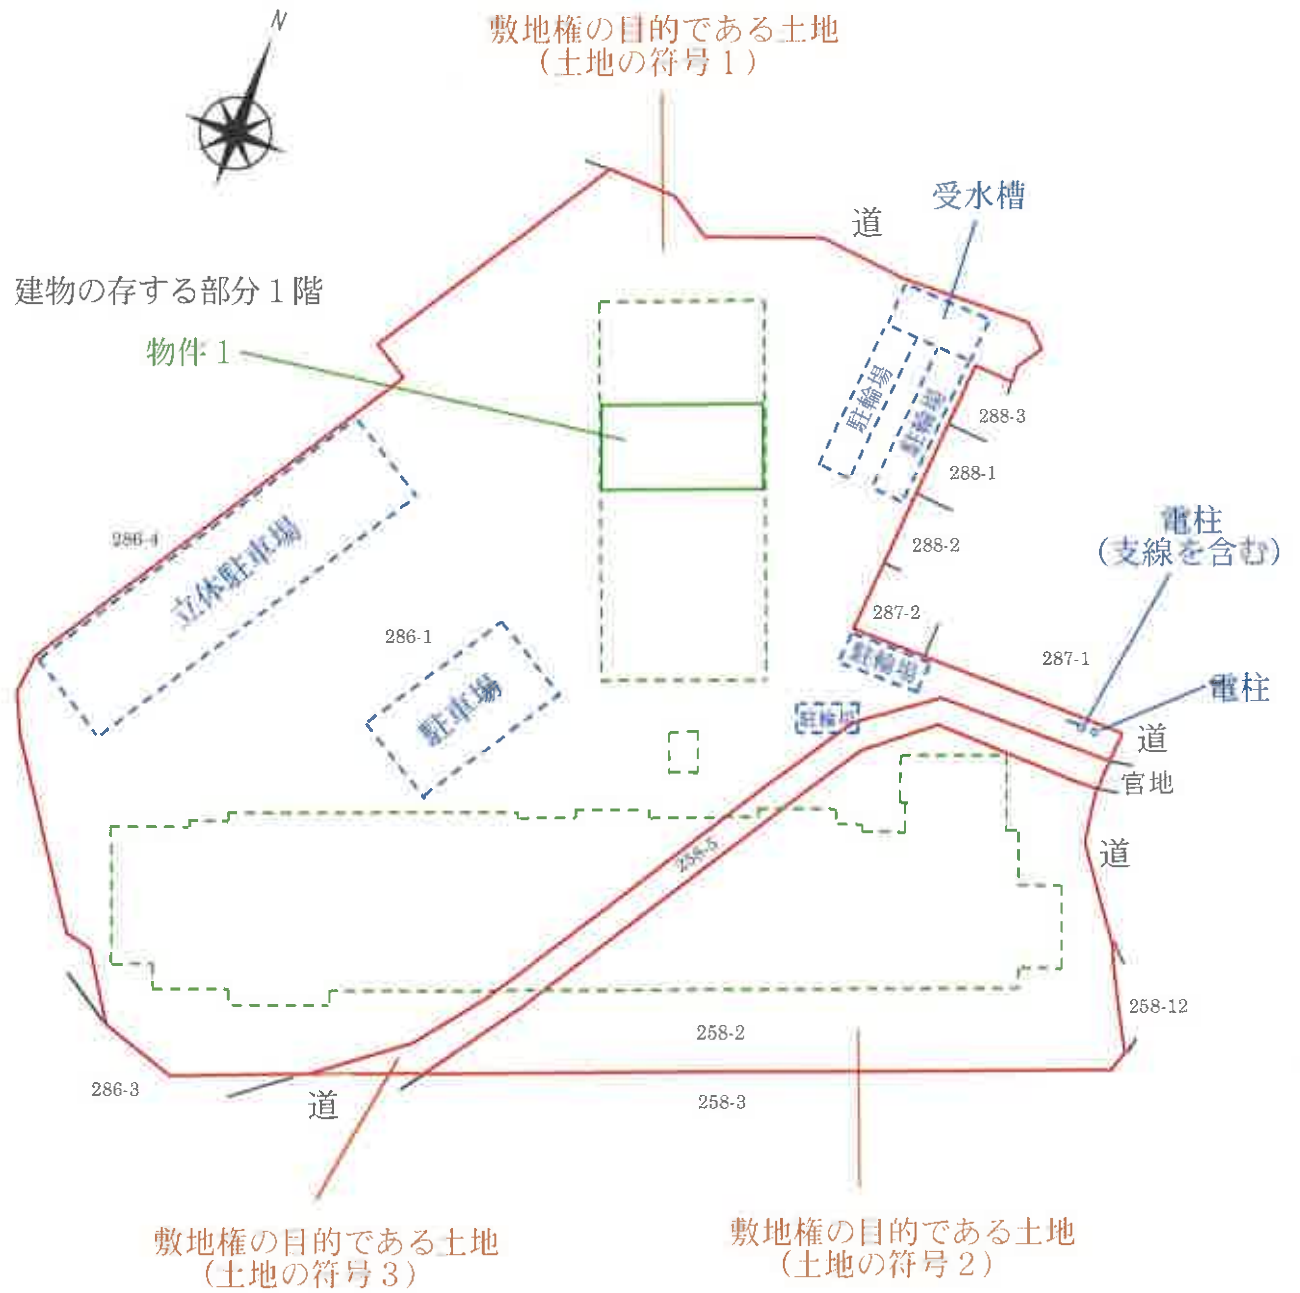 N
敷地権の目的である土地
（土地の符号１）
受水槽
道
建物の存する部分１階
物件１
駐輪場
駐輪場
288-3
288-1
288-2
287-2
286-4
立体駐車場
電柱
（支線を含む）
286-1
287-1
駐輪場
電柱
駐車場
駐輪場
道
官地
道
258-5
258-12
258-2
286-3
道
258-3
敷地権の目的である土地
（土地の符号３）
敷地権の目的である土地
（土地の符号２）